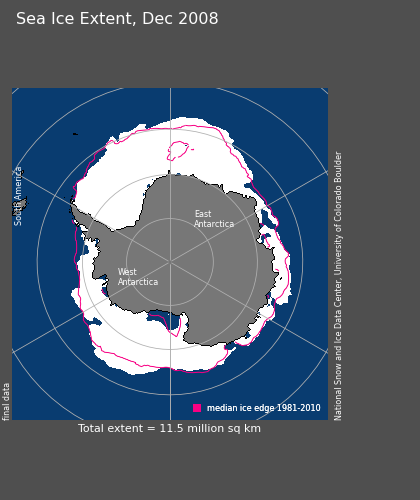 Sea Ice Extent, Dec 2008
South America
East
Antarctica
West
Antarctica
National Snow and Ice Data Center, University of Colorado Boulder
final data
median ice edge 1981-2010
Total extent = 11.5 million sq km